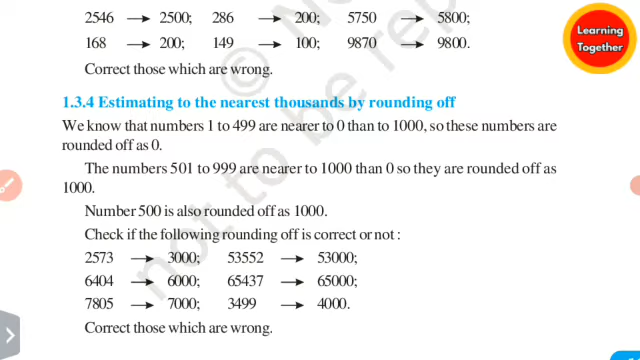 2546 → 2500; 286 → 200; 5750 → 5800;
168 → 200; 149 → 100; 9870 → 9800.
Correct those which are wrong.
1.3.4 Estimating to the nearest thousands by rounding off
We know that numbers 1 to 499 are nearer to 0 than to 1000, so these numbers are
rounded off as 0.
The numbers 501 to 999 are nearer to 1000 than 0 so they are rounded off as
1000.
Number 500 is also rounded off as 1000.
Check if the following rounding off is correct or not :
2573 → 3000; 53552 → 53000;
6404 → 6000; 65437 → 65000;
7805 → 7000; 3499 → 4000.
Correct those which are wrong.
Learning
Together
not to be rep